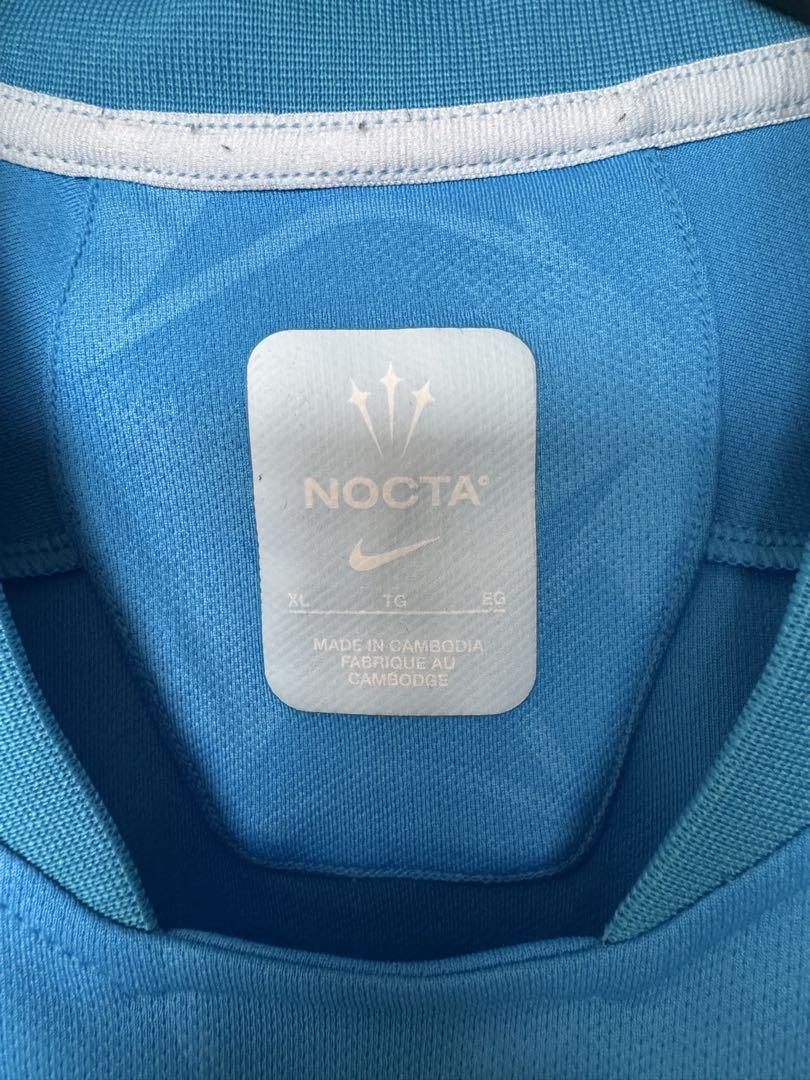 NOCTA°
XL TG EG
MADE IN CAMBODIA
FABRIQUE AU
CAMBODGE